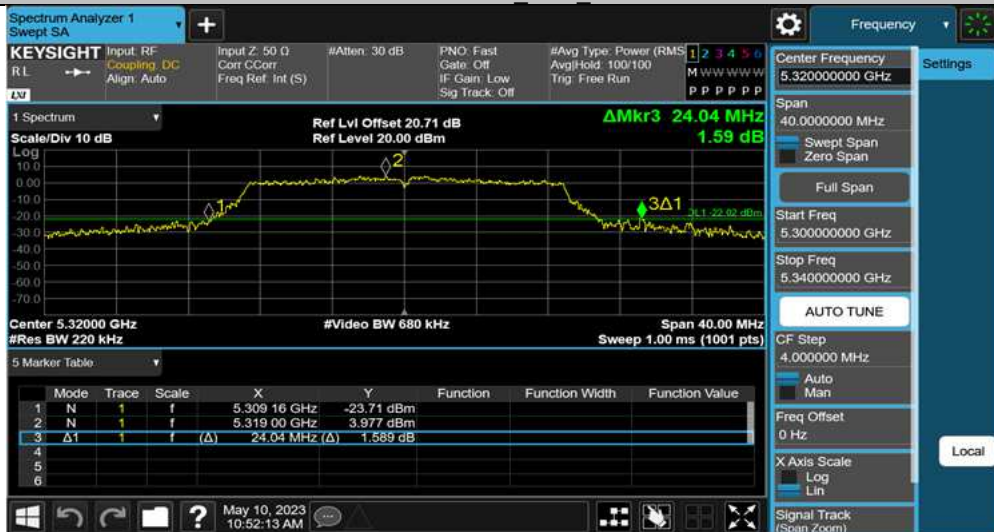 Spectrum Analyzer 1
Swept SA
+
Frequency
KEYSIGHT
RL
LXI
Input: RF
Coupling: DC
Align: Auto
Input Z: 50 Ω
Corr CCorr
Freq Ref: Int (S)
#Atten: 30 dB
PNO: Fast
Gate: Off
IF Gain: Low
Sig Track: Off
#Avg Type: Power (RMS
Avg|Hold: 100/100
Trig: Free Run
1 2 3 4 5 6
M W W W W W
P P P P P P
1 Spectrum
Scale/Div 10 dB
Ref Lvl Offset 20.71 dB
Ref Level 20.00 dBm
ΔMkr3 24.04 MHz
1.59 dB
Log
10.0
0.00
-10.0
-20.0
-30.0
-40.0
-50.0
-60.0
-70.0
1
2
3Δ1
DL1 -22.02 dBm
Center 5.32000 GHz
#Res BW 220 kHz
#Video BW 680 kHz
Span 40.00 MHz
Sweep 1.00 ms (1001 pts)
5 Marker Table
Mode Trace Scale X Y Function Function Width Function Value
1 N 1 f 5.309 16 GHz -23.71 dBm
2 N 1 f 5.319 00 GHz 3.977 dBm
3 Δ1 1 f (Δ) 24.04 MHz (Δ) 1.589 dB
4
5
6
?
May 10, 2023
10:52:13 AM
Center Frequency
5.320000000 GHz
Span
40.0000000 MHz
Swept Span
Zero Span
Full Span
Start Freq
5.300000000 GHz
Stop Freq
5.340000000 GHz
AUTO TUNE
CF Step
4.000000 MHz
Auto
Man
Freq Offset
0 Hz
X Axis Scale
Log
Lin
Signal Track
(Span Zoom)
Settings
Local